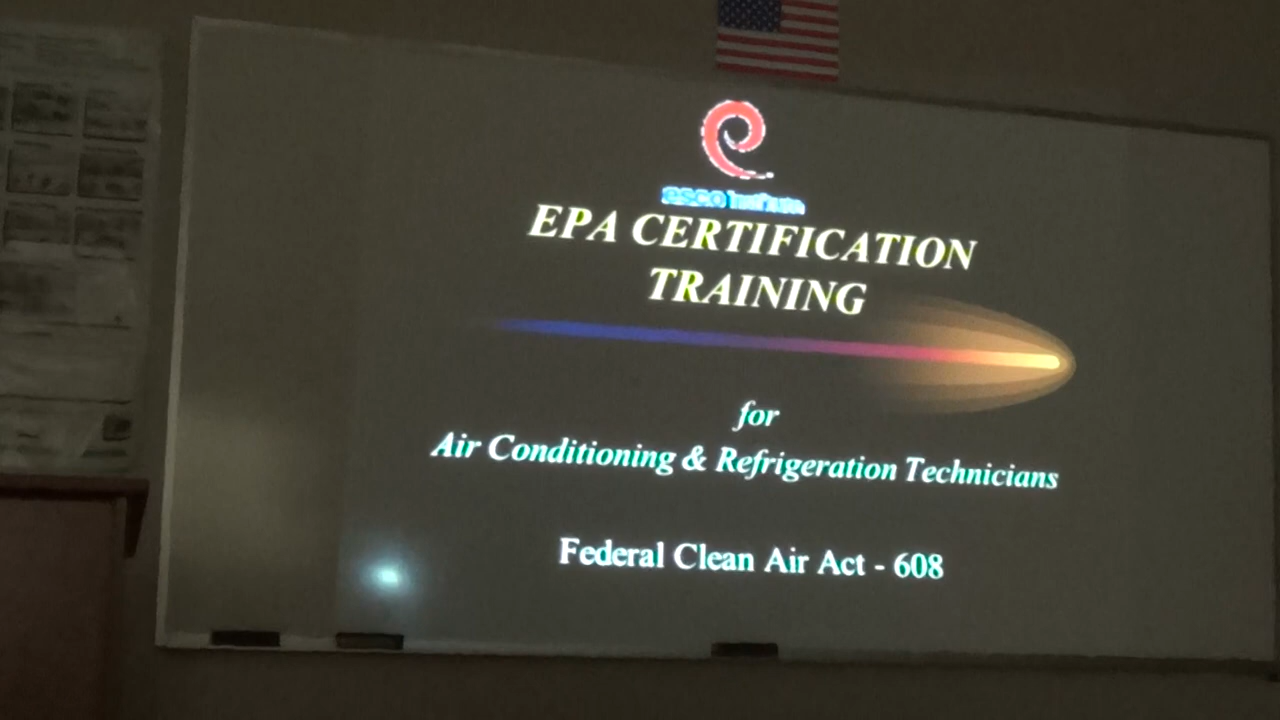 esco institute
EPA CERTIFICATION
TRAINING
for
Air Conditioning & Refrigeration Technicians
Federal Clean Air Act - 608